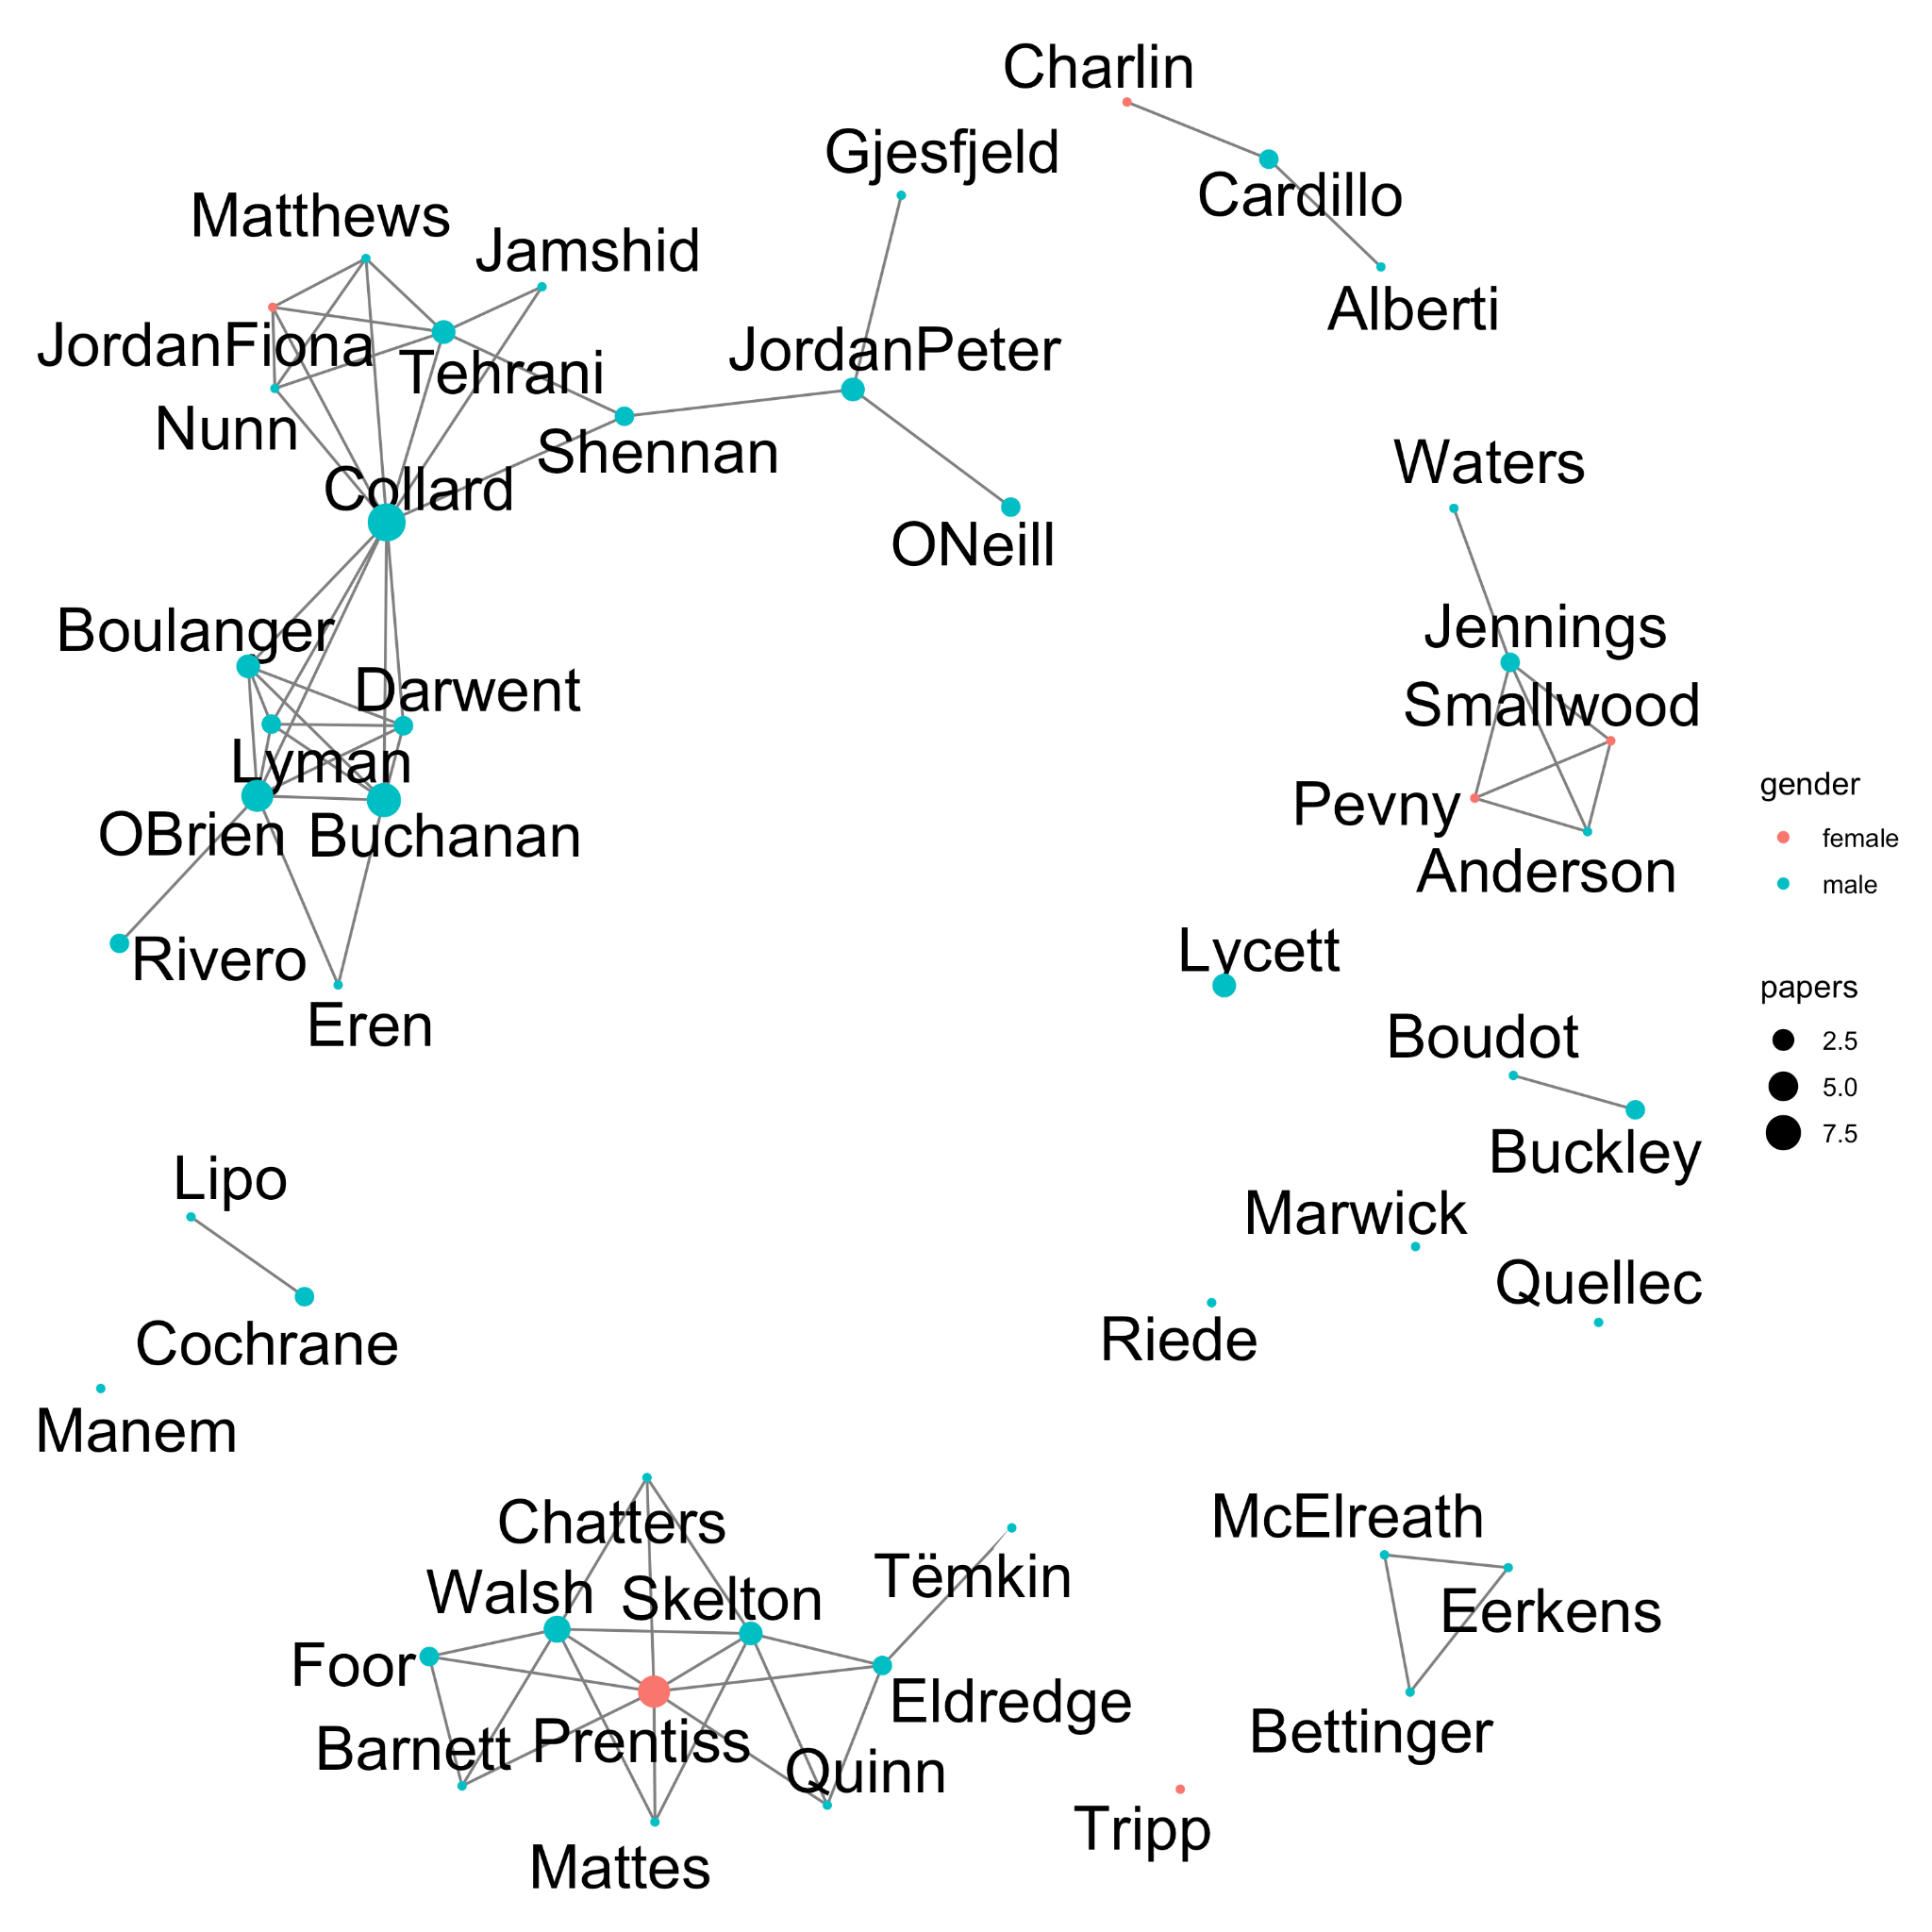 Charlin
Gjesfjeld
Cardillo
Matthews
Jamshid
Alberti
JordanFiona
Tehrani
JordanPeter
Nunn
Shennan
Waters
Collard
ONeill
Boulanger
Jennings
Darwent
Smallwood
Lyman
Pevny
OBrien
Buchanan
Anderson
gender
female
male
Rivero
Lycett
Eren
papers
2.5
5.0
7.5
Boudot
Buckley
Lipo
Marwick
Cochrane
Quellec
Riede
Manem
Chatters
McElreath
Tëmkin
Walsh
Skelton
Eerkens
Foor
Eldredge
Barnett
Prentiss
Bettinger
Quinn
Tripp
Mattes